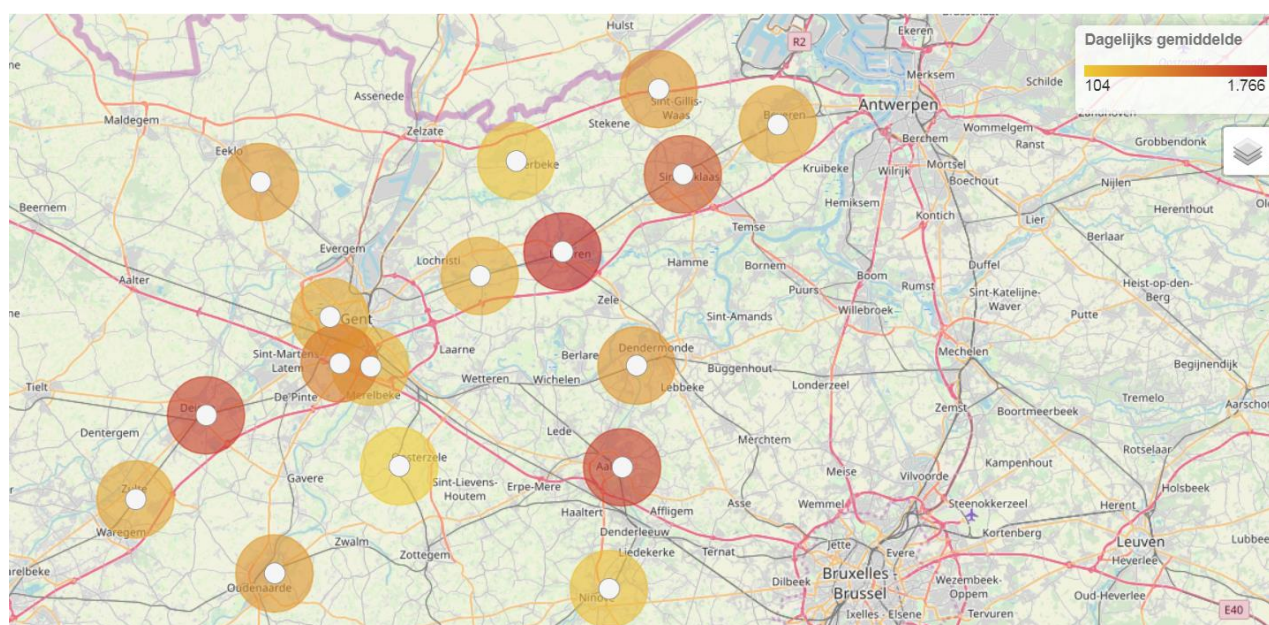 Dagelijks gemiddelde
104
1.766
Hulst
R2
Ekeren
Merksem
Schilde
Assenede
Sint-Gillis-
Waas
Antwerpen
Maldegem
Zelzate
Stekene
Berchem
Wommelgem
Ranst
Grobbendonk
Eeklo
Kruibeke
Wilrijk
Mortsel
Boechout
Nijlen
Beernem
Hemiksem
Kontich
Lier
Herenthout
Evergem
Temse
Berlaar
Lochristi
Hamme
Bornem
Duffel
Aalter
Boom
Rumst
Heist-op-den-
Berg
Zele
Puurs
Sint-Katelijne-
Waver
Gent
Sint-Amands
Willebroek
Putte
Sint-Martens-
Latem
Laarne
Berlare
Dendermonde
Mechelen
Tielt
Wetteren
Wichelen
Buggenhout
Begijnendijk
De Pinte
Merelbeke
Lebbeke
Londerzeel
Tremelo
Aarschot
Zemst
Boortmeerbeek
Dentergem
Lede
Merchtem
Rotselaar
Oosterzele
Meise
Vilvoorde
Kampenhout
Gavere
Sint-Lievens-
Houtem
Erpe-Mere
Holsbeek
Zulte
Asse
Wemmel
Steenokkerzeel
Herent
Waregem
Haaltert
Affligem
Kortenberg
Zwalm
Denderleeuw
Leuven
Lubbee
Zottegem
Liedekerke
Ternat
Jette
Evere
Heverlee
Oudenaarde
Dilbeek
Bruxelles -
Brussel
Wezembeek-
Oppem
Oud-Heverlee
Ninove
Ixelles - Elsene
Tervuren
E40